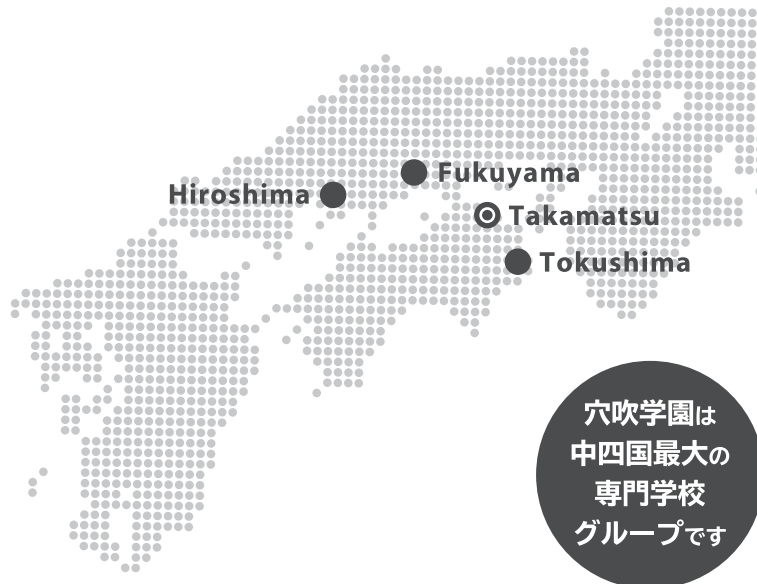 Fukuyama
Hiroshima
Takamatsu
Tokushima
穴吹学園は
中四国最大の
専門学校
グループです